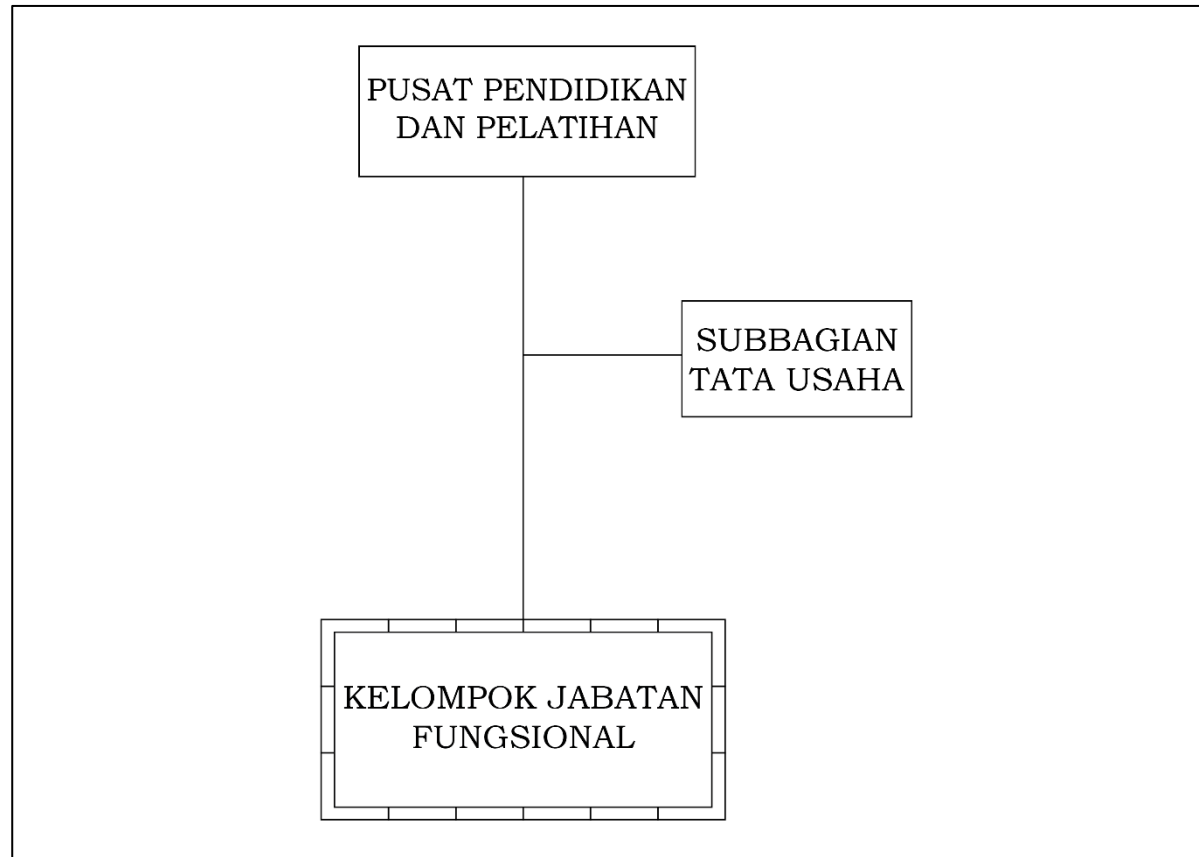 PUSAT PENDIDIKAN
DAN PELATIHAN
SUBBAGIAN
TATA USAHA
KELOMPOK JABATAN
FUNGSIONAL